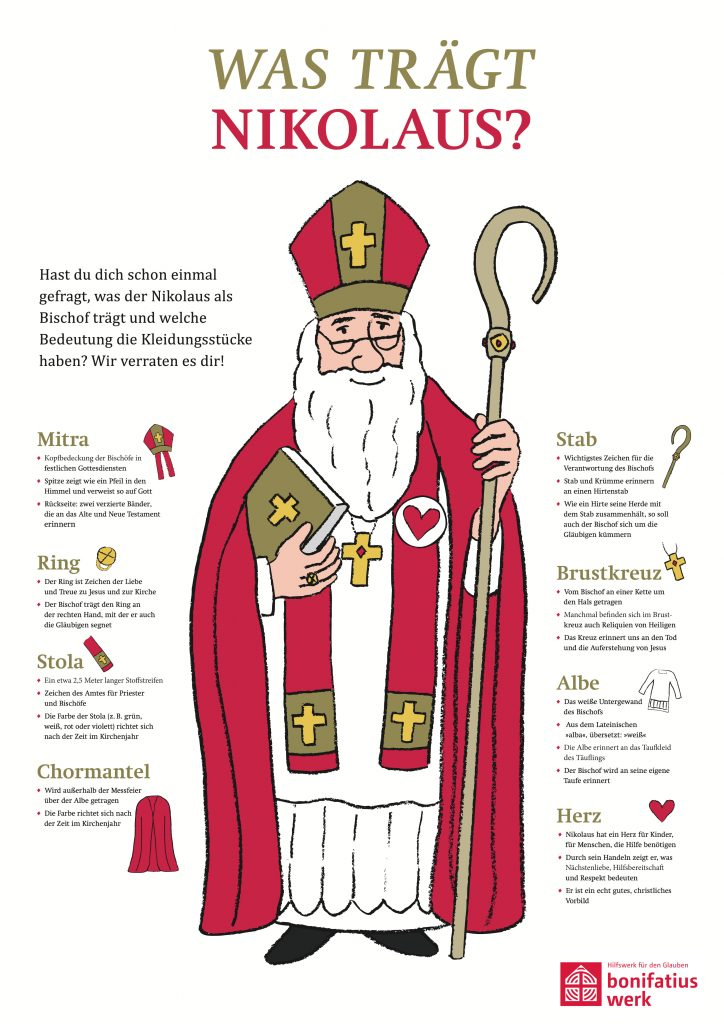 WAS TRÄGT
NIKOLAUS?
Hast du dich schon einmal
gefragt, was der Nikolaus als
Bischof trägt und welche
Bedeutung die Kleidungsstücke
haben? Wir verraten es dir!
Mitra
♦ Kopfbedeckung der Bischöfe in
festlichen Gottesdiensten
♦ Spitze zeigt wie ein Pfeil in den
Himmel und verweist so auf Gott
♦ Rückseite: zwei verzierte Bänder,
die an das Alte und Neue Testament
erinnern
Ring
♦ Der Ring ist Zeichen der Liebe
und Treue zu Jesus und zur Kirche
♦ Der Bischof trägt den Ring an
der rechten Hand, mit der er auch
die Gläubigen segnet
Stola
♦ Ein etwa 2,5 Meter langer Stoffstreifen
♦ Zeichen des Amtes für Priester
und Bischöfe
♦ Die Farbe der Stola (z. B. grün,
weiß, rot oder violett) richtet sich
nach der Zeit im Kirchenjahr
Chormantel
♦ Wird außerhalb der Messfeier
über der Albe getragen
♦ Die Farbe richtet sich nach
der Zeit im Kirchenjahr
Stab
♦ Wichtigstes Zeichen für die
Verantwortung des Bischofs
♦ Stab und Krümme erinnern
an einen Hirtenstab
♦ Wie ein Hirte seine Herde mit
dem Stab zusammenhält, so soll
auch der Bischof sich um die
Gläubigen kümmern
Brustkreuz
♦ Vom Bischof an einer Kette um
den Hals getragen
♦ Manchmal befinden sich im Brust-
kreuz auch Reliquien von Heiligen
♦ Das Kreuz erinnert uns an den Tod
und die Auferstehung von Jesus
Albe
♦ Das weiße Untergewand
des Bischofs
♦ Aus dem Lateinischen
»alba«, übersetzt: »weiß«
♦ Die Albe erinnert an das Taufkleid
des Täuflings
♦ Der Bischof wird an seine eigene
Taufe erinnert
Herz
♦ Nikolaus hat ein Herz für Kinder,
für Menschen, die Hilfe benötigen
♦ Durch sein Handeln zeigt er, was
Nächstenliebe, Hilfsbereitschaft
und Respekt bedeuten
♦ Er ist ein echt gutes, christliches
Vorbild
Hilfswerk für den Glauben
bonifatius
werk